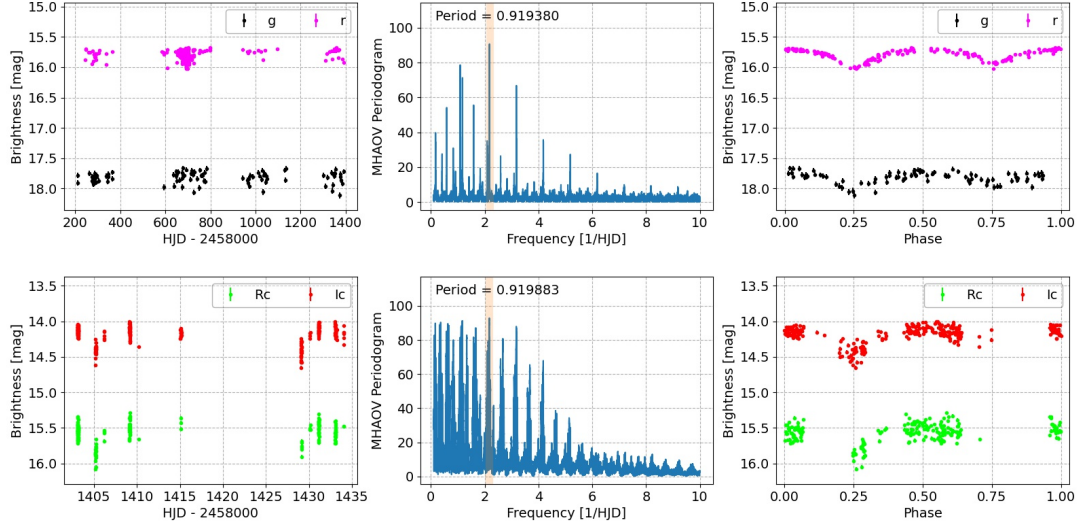 15.0
15.5
16.0
16.5
17.0
17.5
18.0
Brightness [mag]
g r
200 400 600 800 1000 1200 1400
HJD - 2458000
Period = 0.919380
100
80
60
40
20
0
MHAOV Periodogram
0 2 4 6 8 10
Frequency [1/HJD]
15.0
15.5
16.0
16.5
17.0
17.5
18.0
Brightness [mag]
g r
0.00 0.25 0.50 0.75 1.00
Phase
13.5
14.0
14.5
15.0
15.5
16.0
Brightness [mag]
Rc Ic
1405 1410 1415 1420 1425 1430 1435
HJD - 2458000
Period = 0.919883
100
80
60
40
20
0
MHAOV Periodogram
0 2 4 6 8 10
Frequency [1/HJD]
13.5
14.0
14.5
15.0
15.5
16.0
Brightness [mag]
Rc Ic
0.00 0.25 0.50 0.75 1.00
Phase